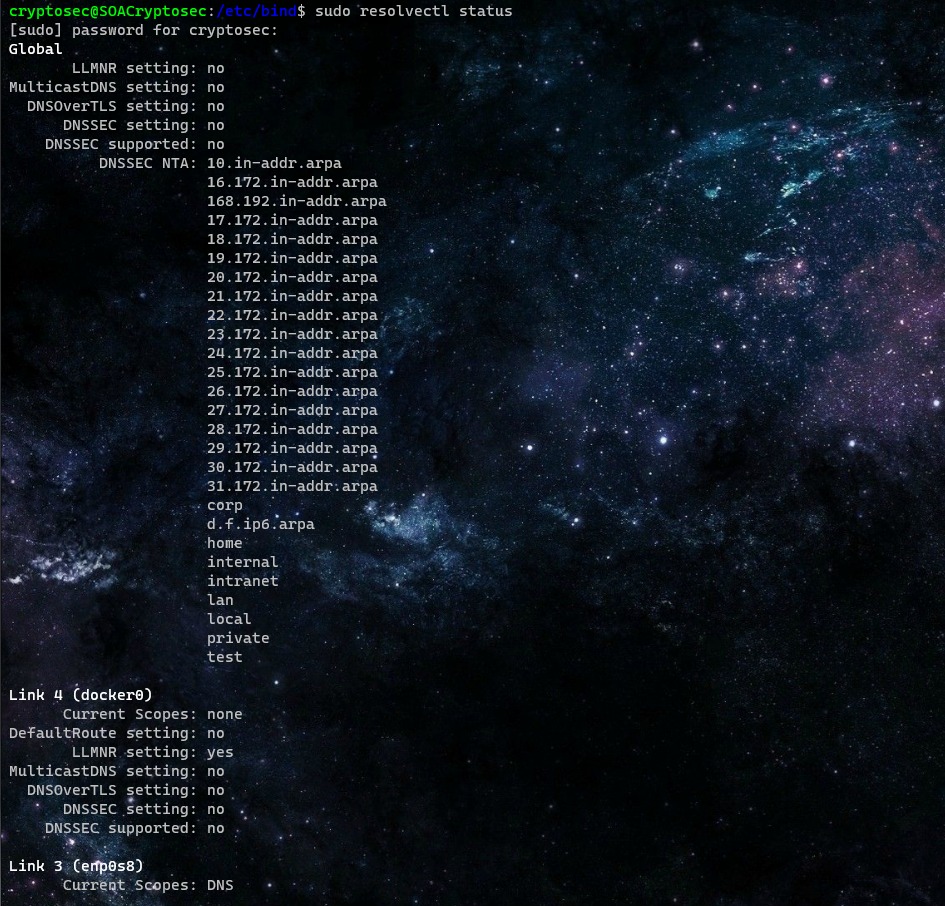 cryptosec@SOACryptosec:/etc/bind$ sudo resolvectl status
[sudo] password for cryptosec:
Global
LLMNR setting: no
MulticastDNS setting: no
DNSOverTLS setting: no
DNSSEC setting: no
DNSSEC supported: no
DNSSEC NTA: 10.in-addr.arpa
16.172.in-addr.arpa
168.192.in-addr.arpa
17.172.in-addr.arpa
18.172.in-addr.arpa
19.172.in-addr.arpa
20.172.in-addr.arpa
21.172.in-addr.arpa
22.172.in-addr.arpa
23.172.in-addr.arpa
24.172.in-addr.arpa
25.172.in-addr.arpa
26.172.in-addr.arpa
27.172.in-addr.arpa
28.172.in-addr.arpa
29.172.in-addr.arpa
30.172.in-addr.arpa
31.172.in-addr.arpa
corp
d.f.ip6.arpa
home
internal
intranet
lan
local
private
test
Link 4 (docker0)
Current Scopes: none
DefaultRoute setting: no
LLMNR setting: yes
MulticastDNS setting: no
DNSOverTLS setting: no
DNSSEC setting: no
DNSSEC supported: no
Link 3 (enp0s8)
Current Scopes: DNS